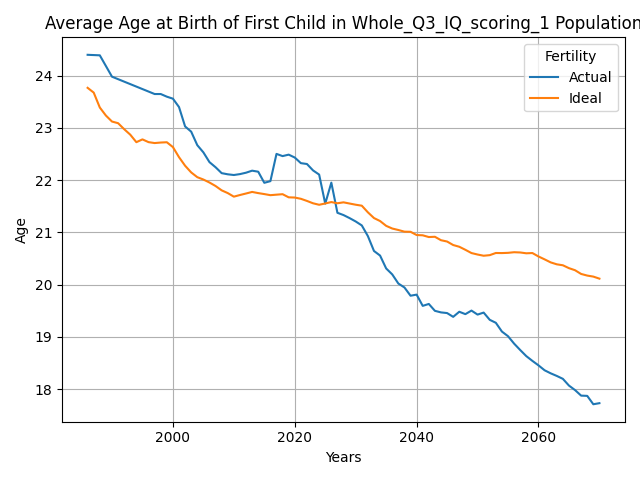 Average Age at Birth of First Child in Whole_Q3_IQ_scoring_1 Population
Fertility
Actual
Ideal
Age
24
23
22
21
20
19
18
2000
2020
2040
2060
Years